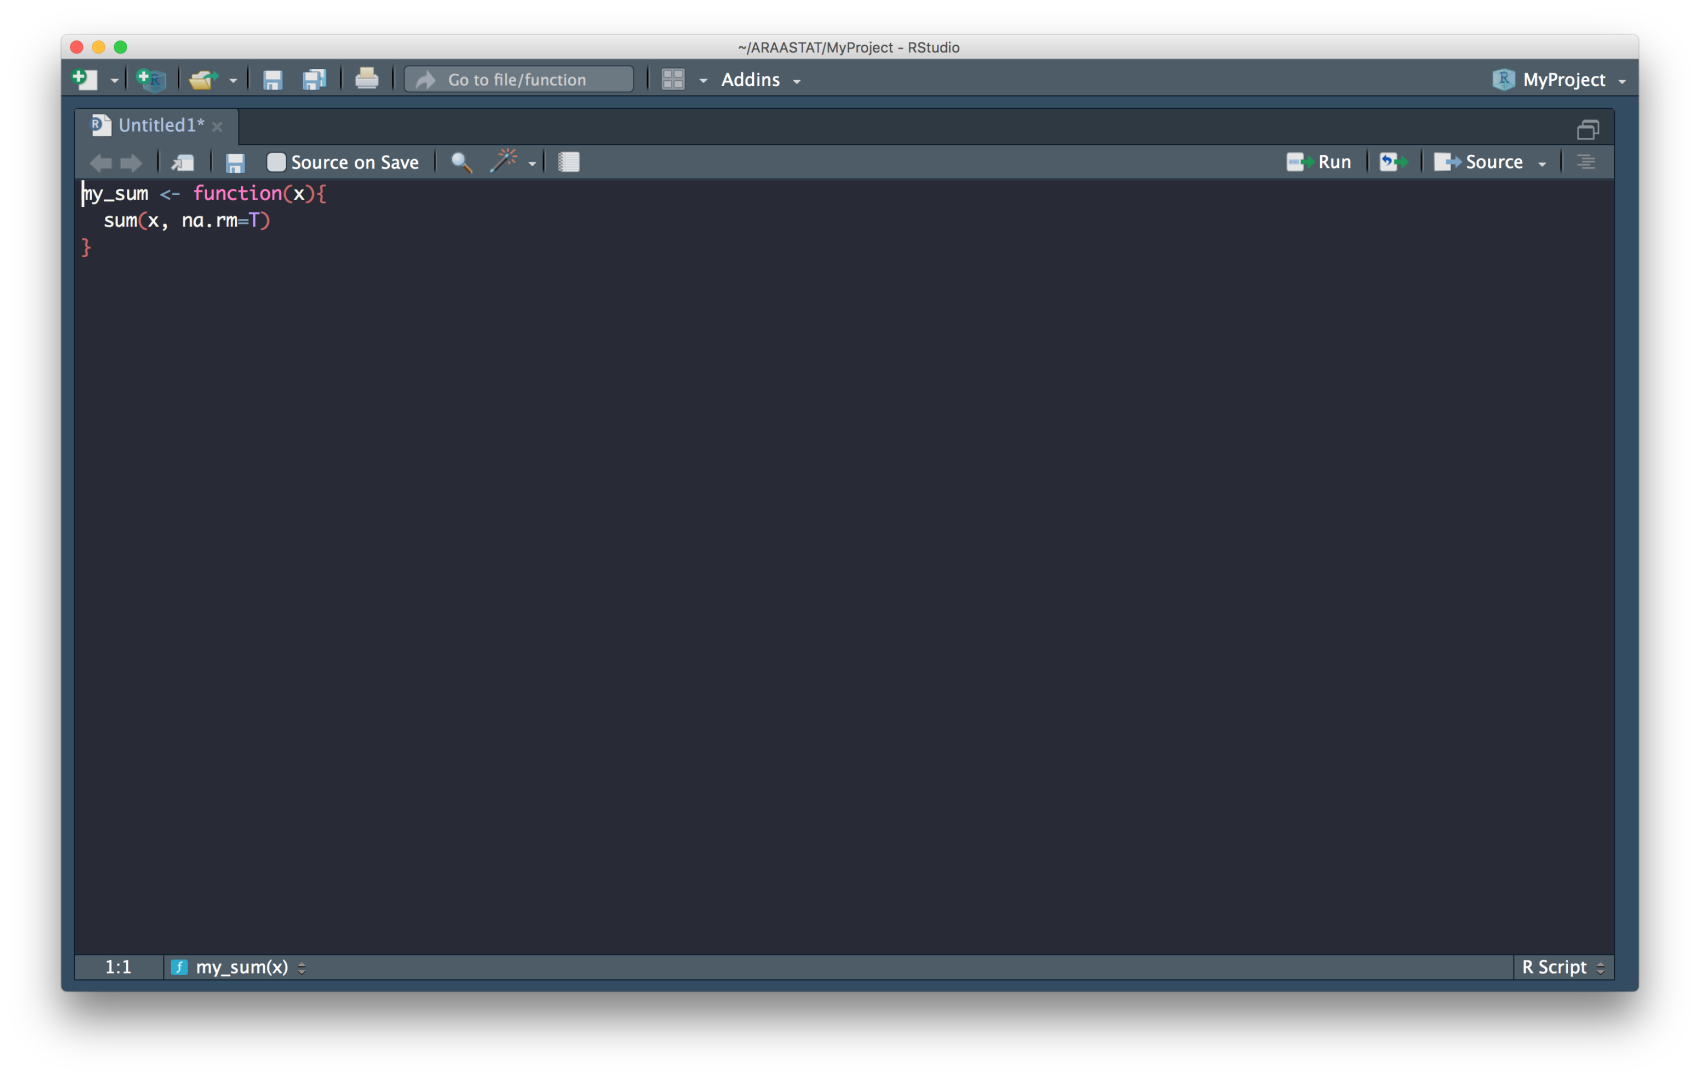 ~/ARAASTAT/MyProject - RStudio
Go to file/function
Addins
MyProject
Untitled1*
Source on Save
Run
Source
my_sum <- function(x){
  sum(x, na.rm=T)
}
1:1
my_sum(x)
R Script